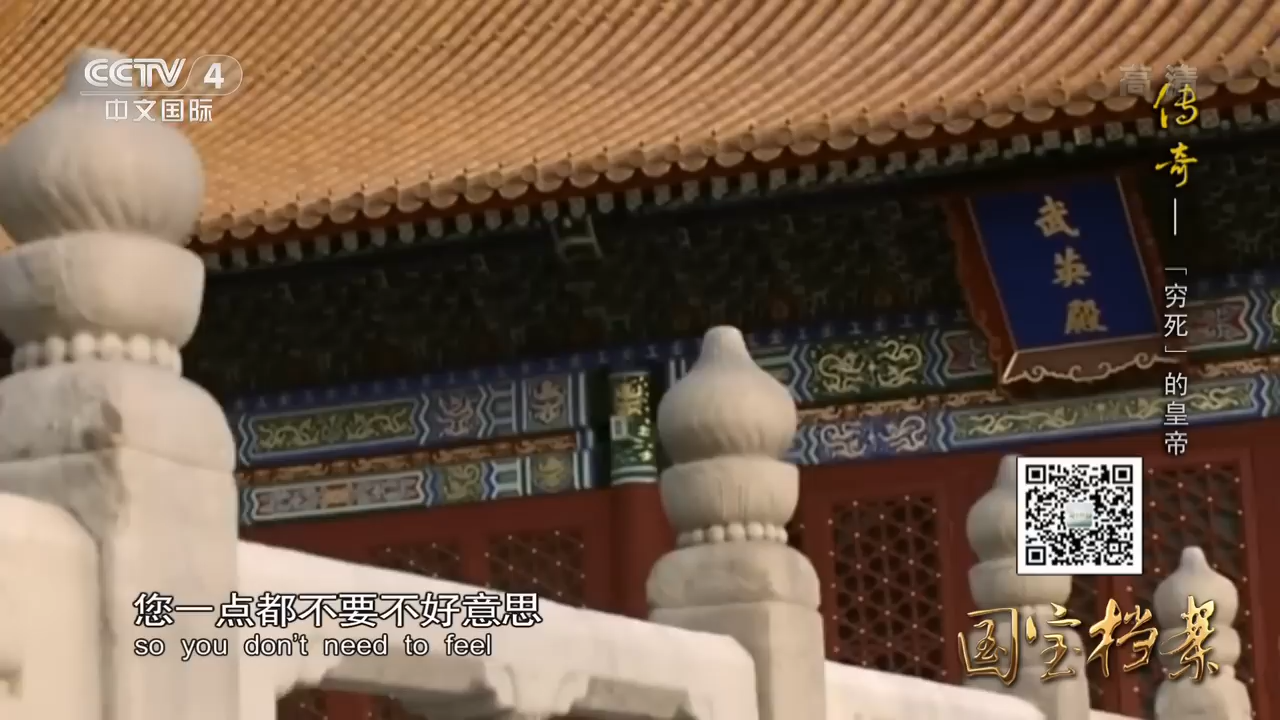 CCTV 4
中文国际
高清
传奇—「穷死」的皇帝
武英殿
您一点都不要不好意思
so you don't need to feel
国宝档案